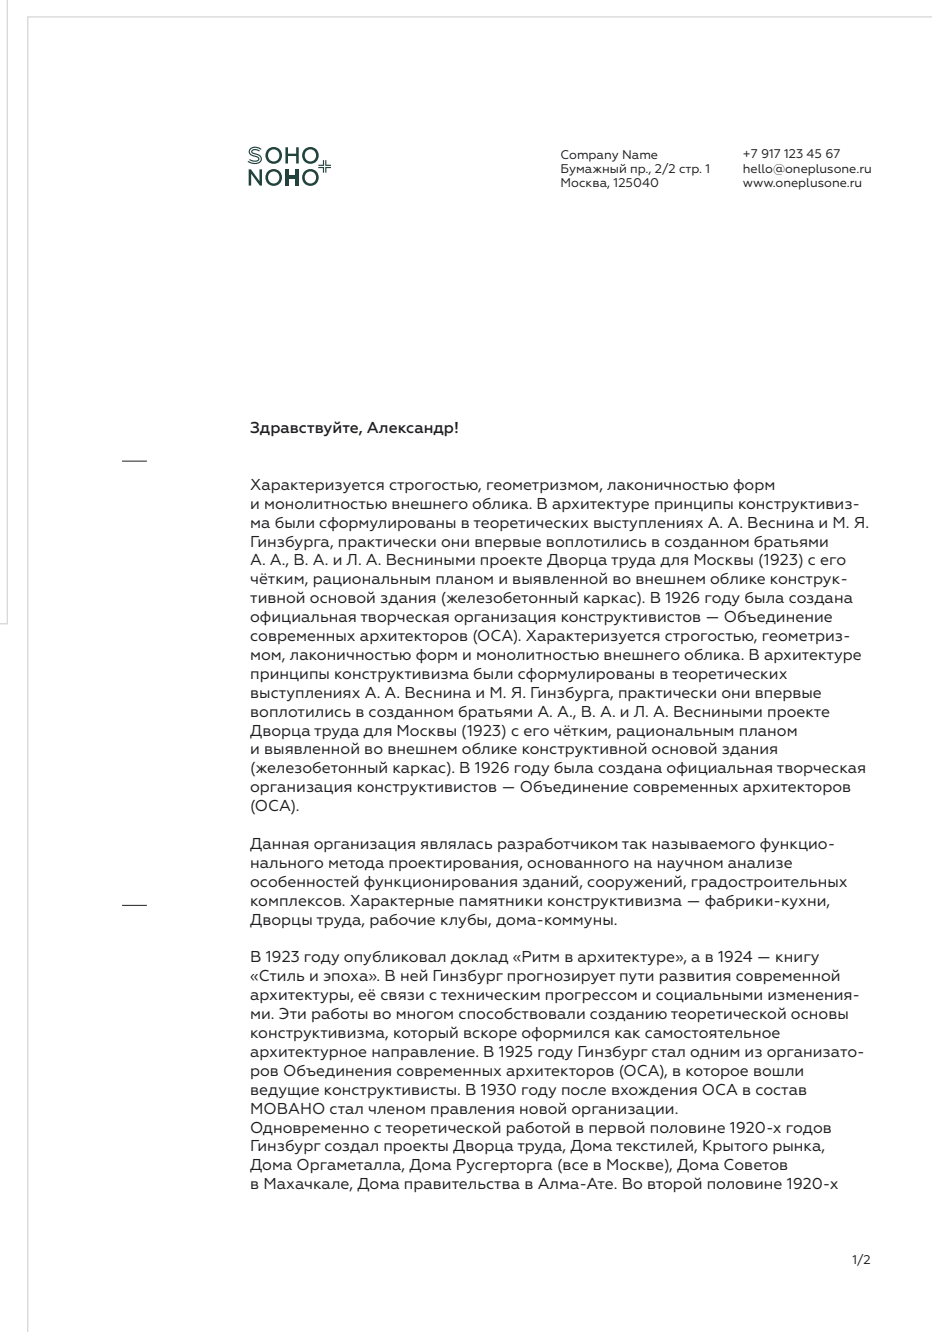 SOHO
NOHO+
Company Name
Бумажный пр., 2/2 стр. 1
Москва, 125040
+7 917 123 45 67
hello@oneplusone.ru
www.oneplusone.ru
Здравствуйте, Александр!
Характеризуется строгостью, геометризмом, лаконичностью форм
и монолитностью внешнего облика. В архитектуре принципы конструктивиз-
ма были сформулированы в теоретических выступлениях А. А. Веснина и М. Я.
Гинзбурга, практически они впервые воплотились в созданном братьями
А. А., В. А. и Л. А. Весниными проекте Дворца труда для Москвы (1923) с его
чётким, рациональным планом и выявленной во внешнем облике конструк-
тивной основой здания (железобетонный каркас). В 1926 году была создана
официальная творческая организация конструктивистов — Объединение
современных архитекторов (ОСА). Характеризуется строгостью, геометриз-
мом, лаконичностью форм и монолитностью внешнего облика. В архитектуре
принципы конструктивизма были сформулированы в теоретических
выступлениях А. А. Веснина и М. Я. Гинзбурга, практически они впервые
воплотились в созданном братьями А. А., В. А. и Л. А. Весниными проекте
Дворца труда для Москвы (1923) с его чётким, рациональным планом
и выявленной во внешнем облике конструктивной основой здания
(железобетонный каркас). В 1926 году была создана официальная творческая
организация конструктивистов — Объединение современных архитекторов
(ОСА).
Данная организация являлась разработчиком так называемого функцио-
нального метода проектирования, основанного на научном анализе
особенностей функционирования зданий, сооружений, градостроительных
комплексов. Характерные памятники конструктивизма — фабрики-кухни,
Дворцы труда, рабочие клубы, дома-коммуны.
В 1923 году опубликовал доклад «Ритм в архитектуре», а в 1924 — книгу
«Стиль и эпоха». В ней Гинзбург прогнозирует пути развития современной
архитектуры, её связи с техническим прогрессом и социальными изменения-
ми. Эти работы во многом способствовали созданию теоретической основы
конструктивизма, который вскоре оформился как самостоятельное
архитектурное направление. В 1925 году Гинзбург стал одним из организато-
ров Объединения современных архитекторов (ОСА), в которое вошли
ведущие конструктивисты. В 1930 году после вхождения ОСА в состав
МОВАНО стал членом правления новой организации.
Одновременно с теоретической работой в первой половине 1920-х годов
Гинзбург создал проекты Дворца труда, Дома текстилей, Крытого рынка,
Дома Оргаметалла, Дома Русгерторга (все в Москве), Дома Советов
в Махачкале, Дома правительства в Алма-Ате. Во второй половине 1920-х
1/2